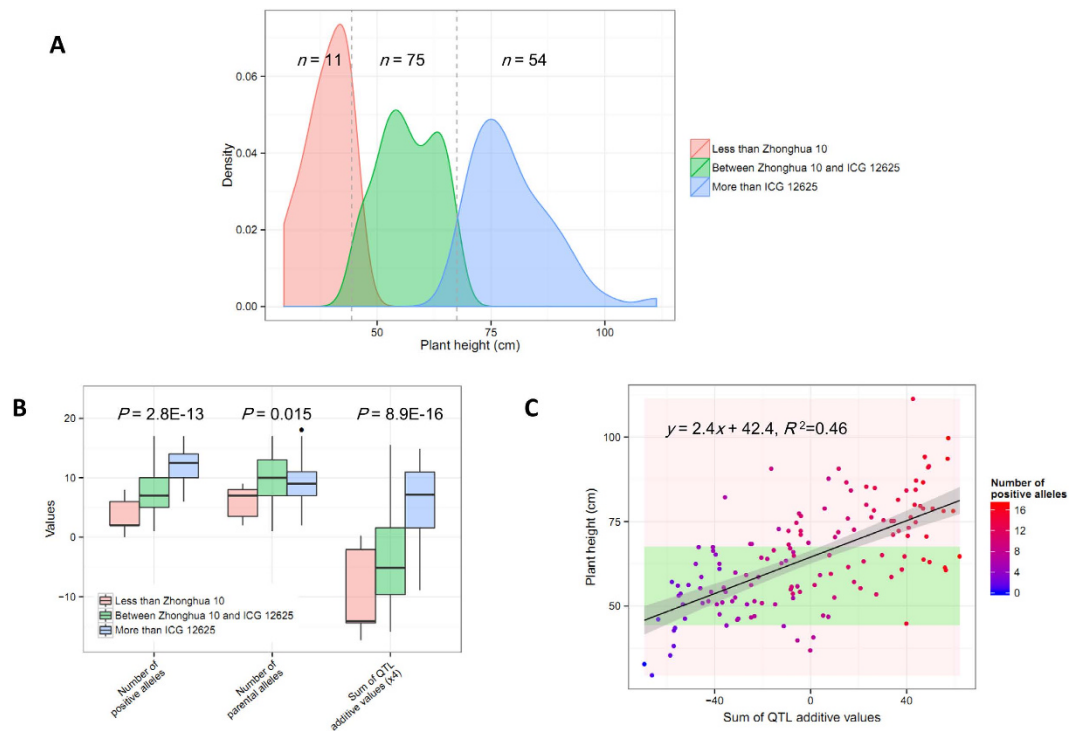 A
n = 11
n = 75
n = 54
0.06
0.04
0.02
0.00
Density
50
75
100
Plant height (cm)
Less than Zhonghua 10
Between Zhonghua 10 and ICG 12625
More than ICG 12625
B
P = 2.8E-13
P = 0.015
P = 8.9E-16
20
10
0
−10
Values
Less than Zhonghua 10
Between Zhonghua 10 and ICG 12625
More than ICG 12625
Number of
positive alleles
Number of
parental alleles
Sum of QTL
additive values (x4)
C
y = 2.4x + 42.4, R²=0.46
100
75
50
Plant height (cm)
−40
0
40
Sum of QTL additive values
Number of
positive alleles
16
12
8
4
0